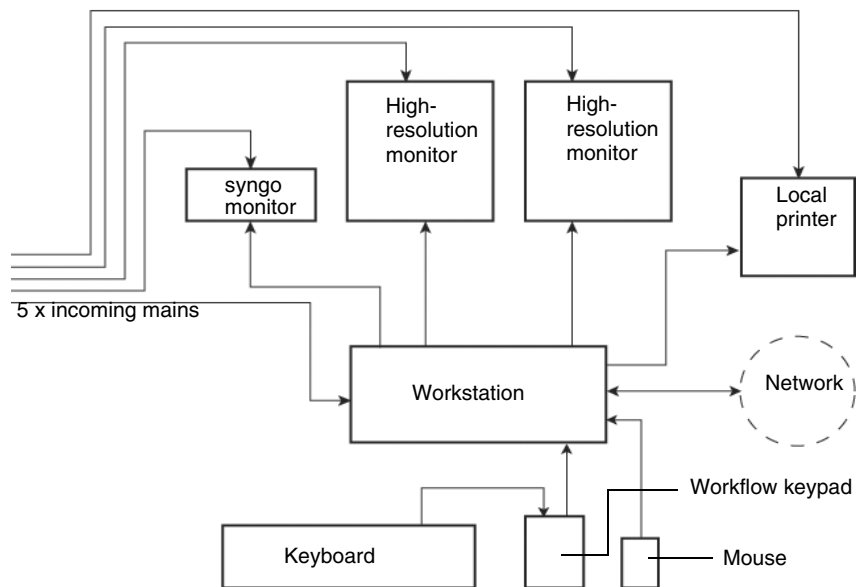 High-
resolution
monitor
High-
resolution
monitor
syngo
monitor
Local
printer
5 x incoming mains
Workstation
Network
Workflow keypad
Keyboard
Mouse